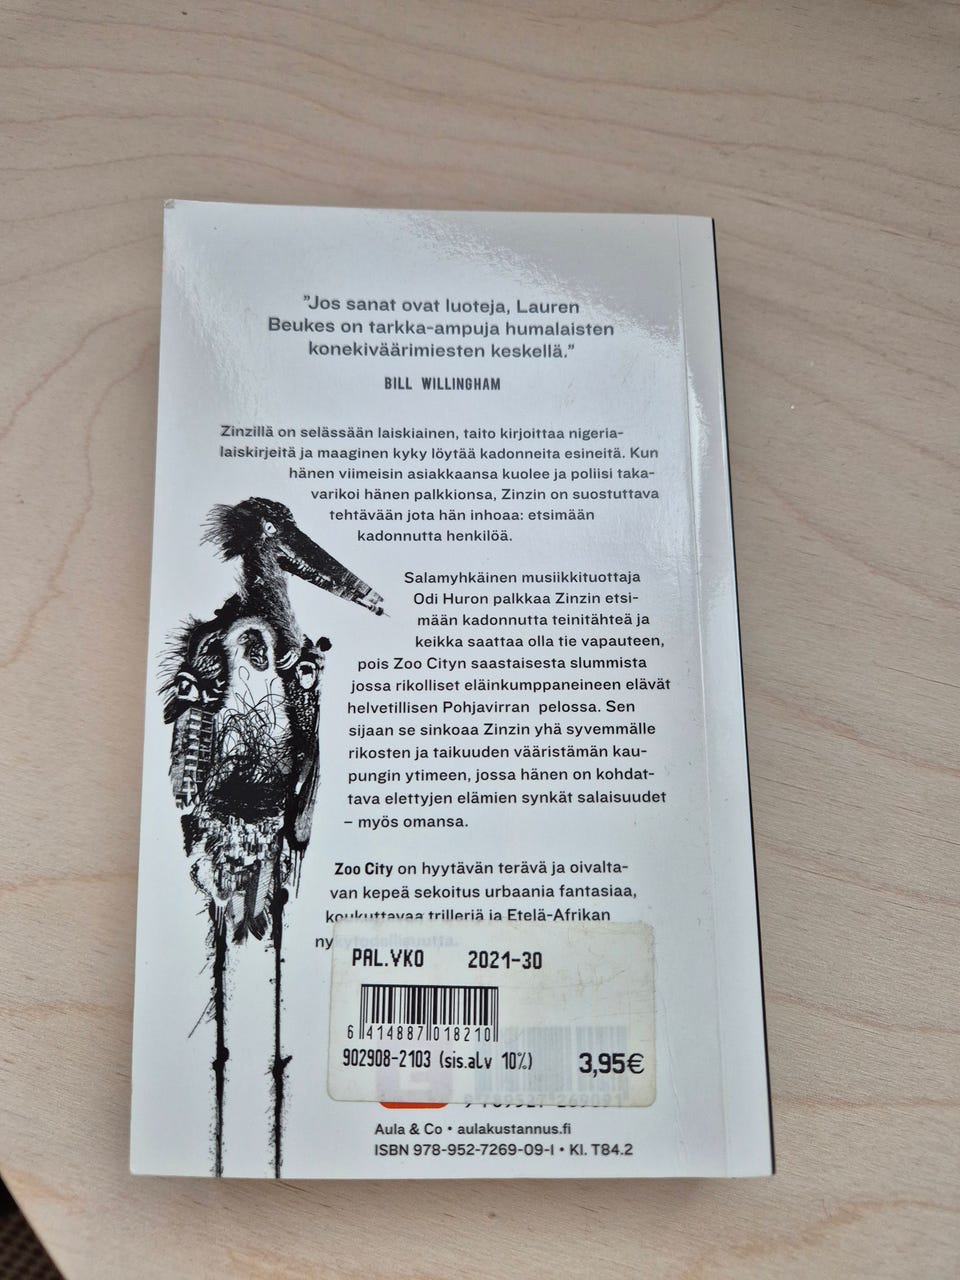 ”Jos sanat ovat luoteja, Lauren
Beukes on tarkka-ampuja humalaisten
konekiväärimiesten keskellä.”
BILL WILLINGHAM
Zinzillä on selässään laiskiainen, taito kirjoittaa nigeria-
laiskirjeitä ja maaginen kyky löytää kadonneita esineitä. Kun
hänen viimeisin asiakkaansa kuolee ja poliisi taka-
varikoi hänen palkkionsa, Zinzin on suostuttava
tehtävään jota hän inhoaa: etsimään
kadonnutta henkilöä.
Salamyhkäinen musiikkituottaja
Odi Huron palkkaa Zinzin etsi-
mään kadonnutta teinitähteä ja
keikka saattaa olla tie vapauteen,
pois Zoo Cityn saastaisesta slummista
jossa rikolliset eläinkumppaneineen elävät
helvetillisen Pohjavirran pelossa. Sen
sijaan se sinkoaa Zinzin yhä syvemmälle
rikosten ja taikuuden vääristämän kau-
pungin ytimeen, jossa hänen on kohdat-
tava elettyjen elämien synkät salaisuudet
– myös omansa.
Zoo City on hyytävän terävä ja oivalta-
van kepeä sekoitus urbaania fantasiaa,
koukuttavaa trilleriä ja Etelä-Afrikan
nykytodellisuutta.
PAL.VKO 2021-30
6 414887 018210
902908-2103 (sis.alv 10%) 3,95€
9 789527 269091
Aula & Co • aulakustannus.fi
ISBN 978-952-7269-09-1 • Kl. T84.2